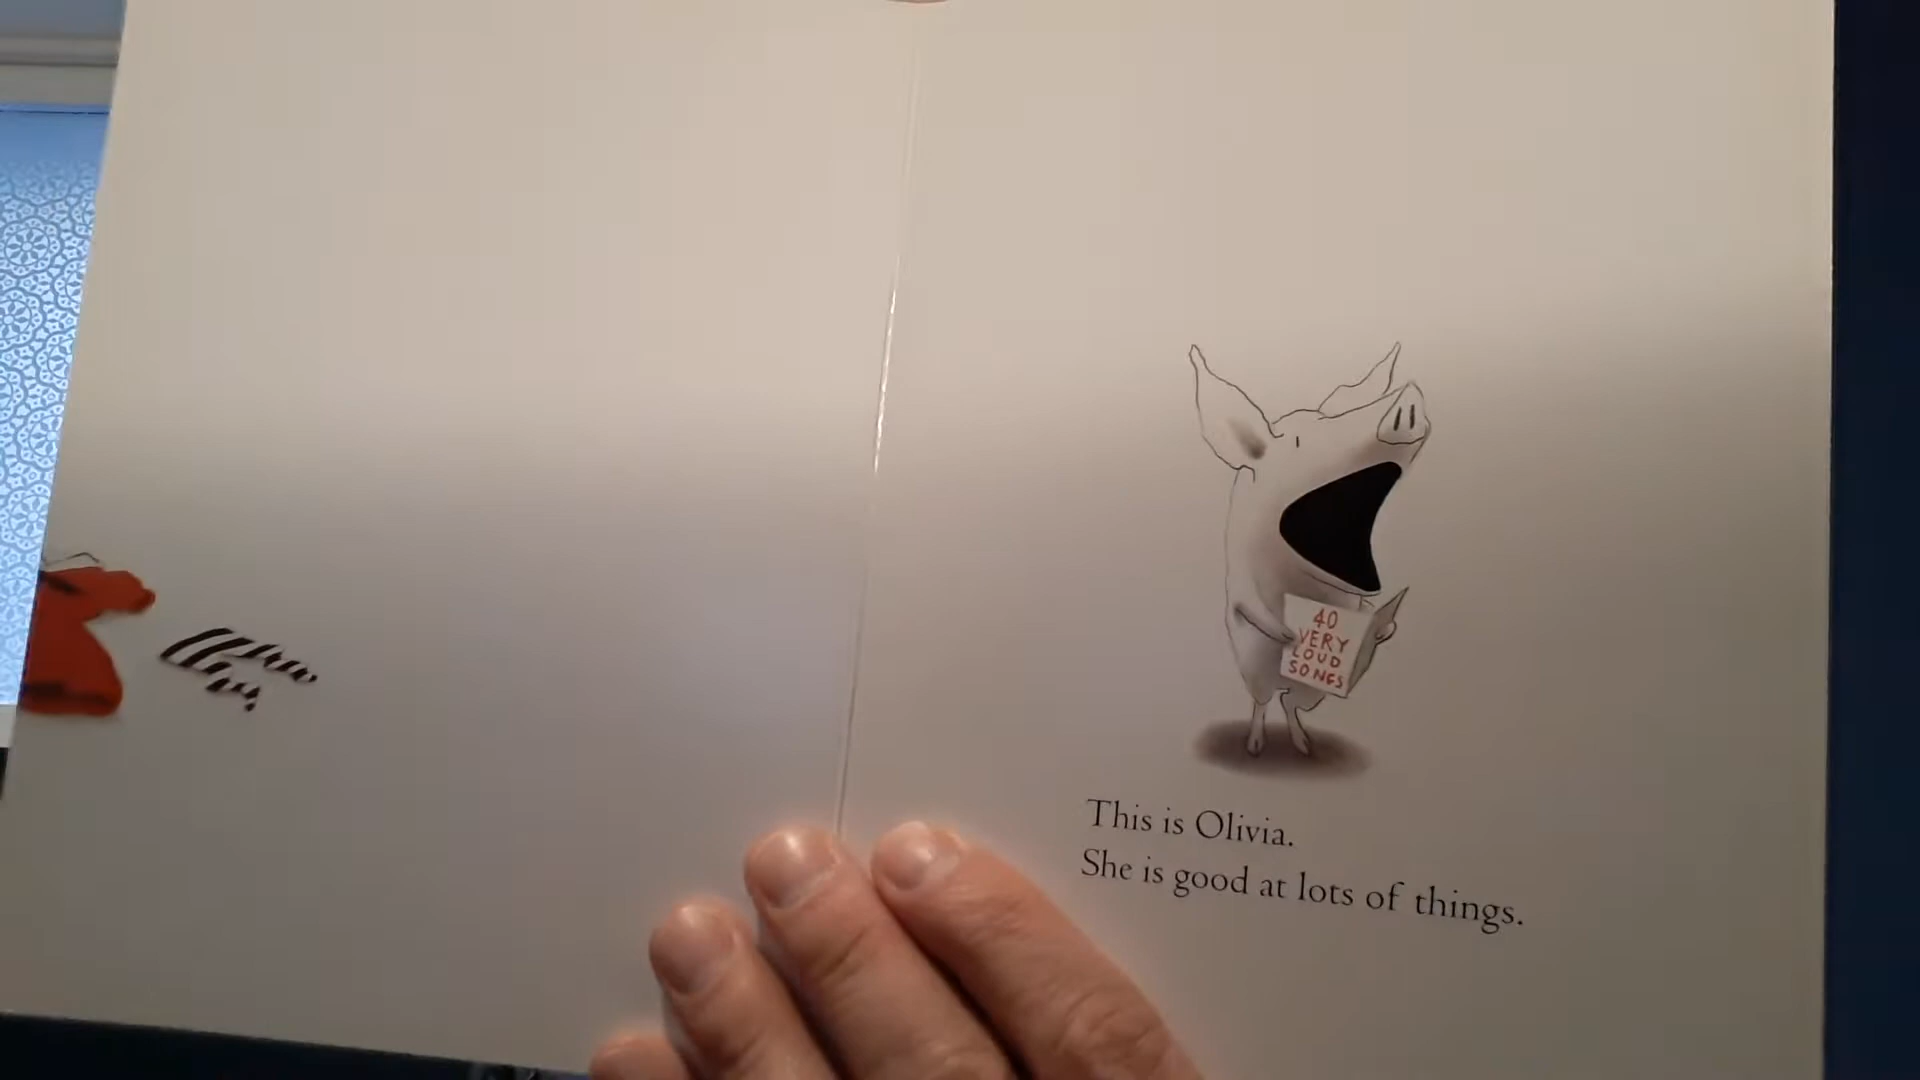 40
VERY
LOUD
SONGS
This is Olivia.
She is good at lots of things.